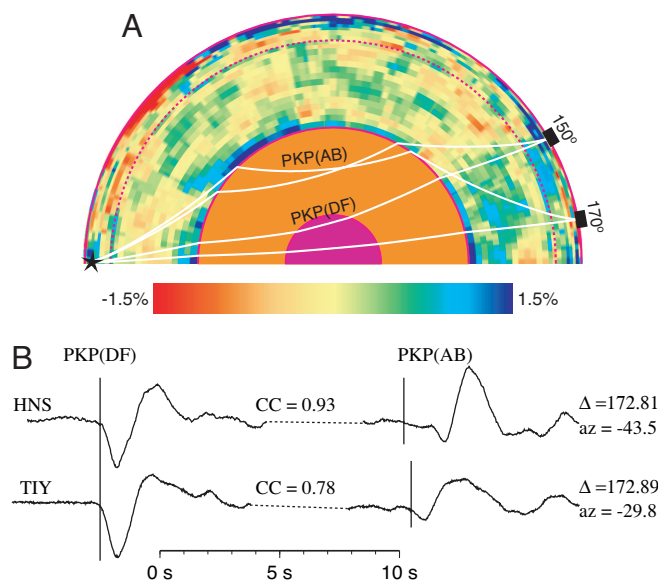 A
150°
PKP(AB)
PKP(DF)
170°
-1.5% 1.5%
B
PKP(DF) PKP(AB)
HNS CC = 0.93 Δ =172.81
az = -43.5
TIY CC = 0.78 Δ =172.89
az = -29.8
0 s 5 s 10 s